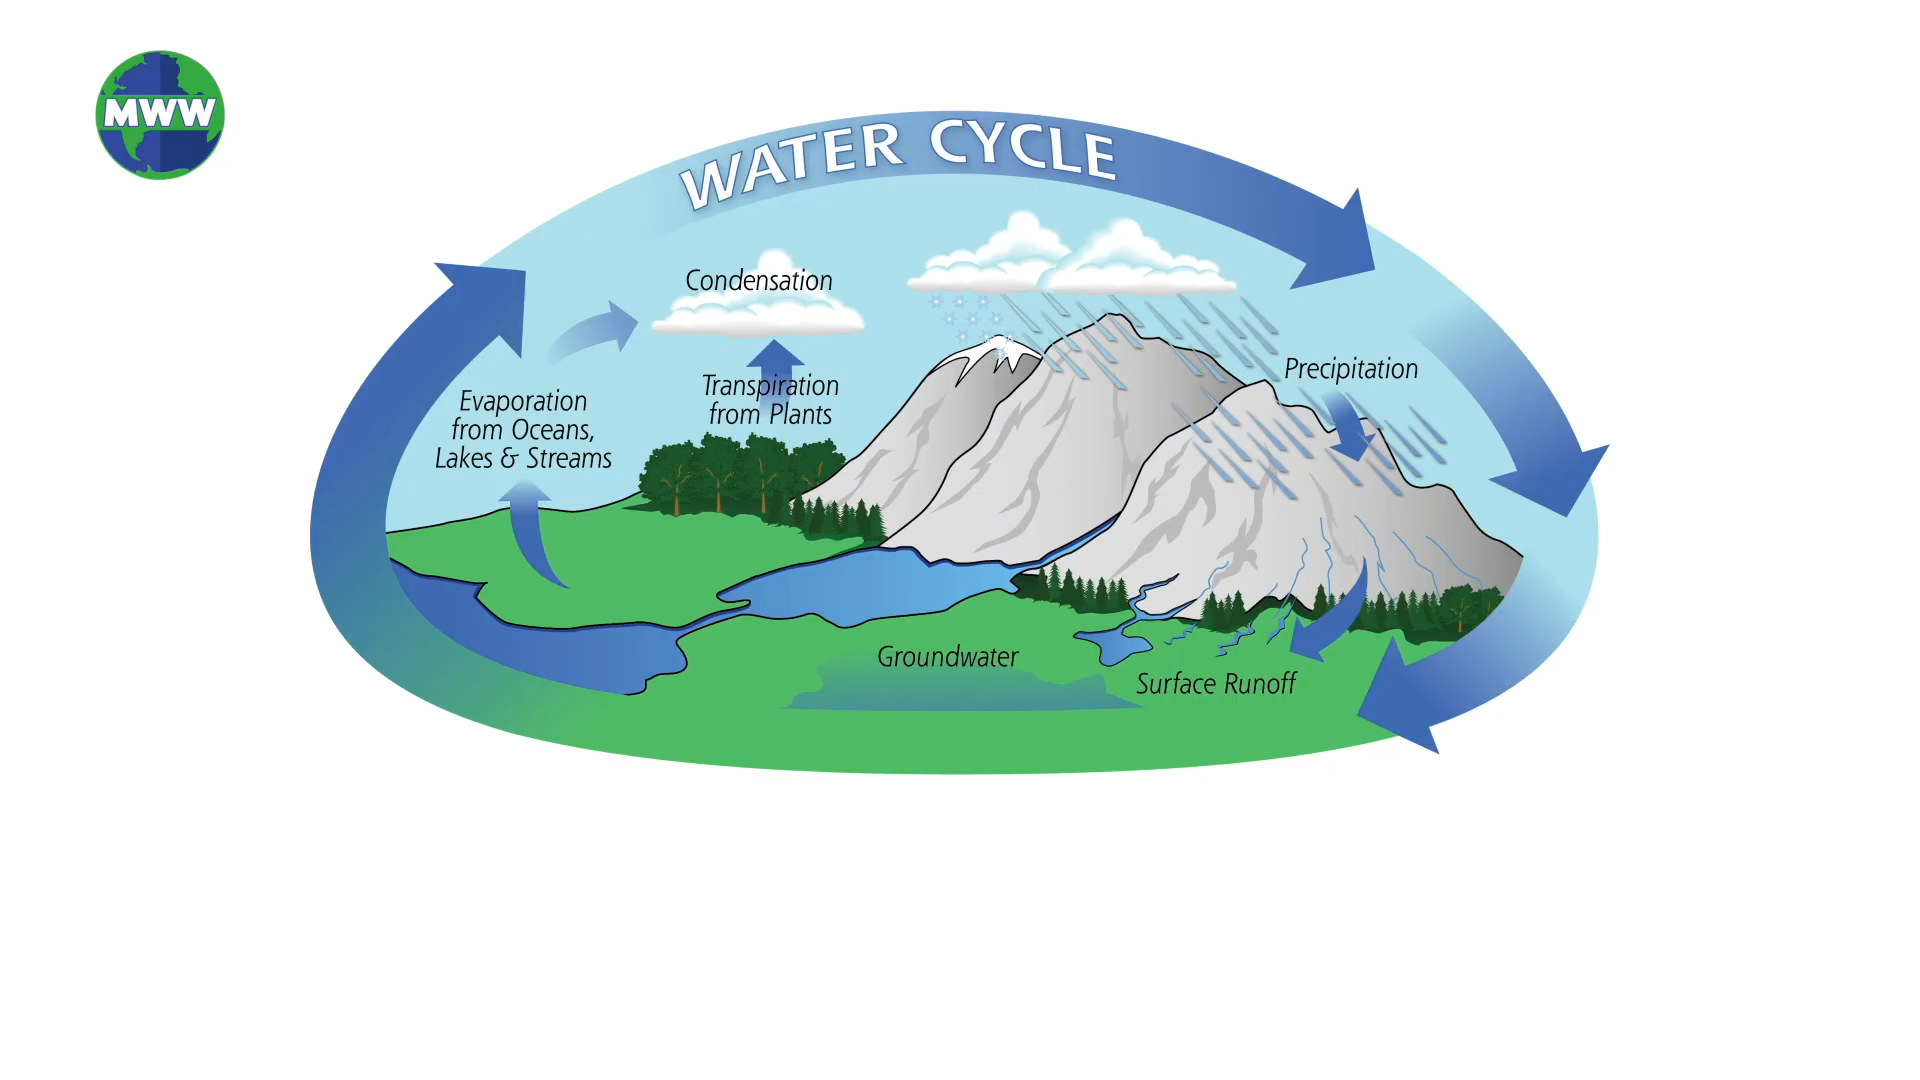 MWW
WATER CYCLE
Condensation
Precipitation
Transpiration
from Plants
Evaporation
from Oceans,
Lakes & Streams
Groundwater
Surface Runoff